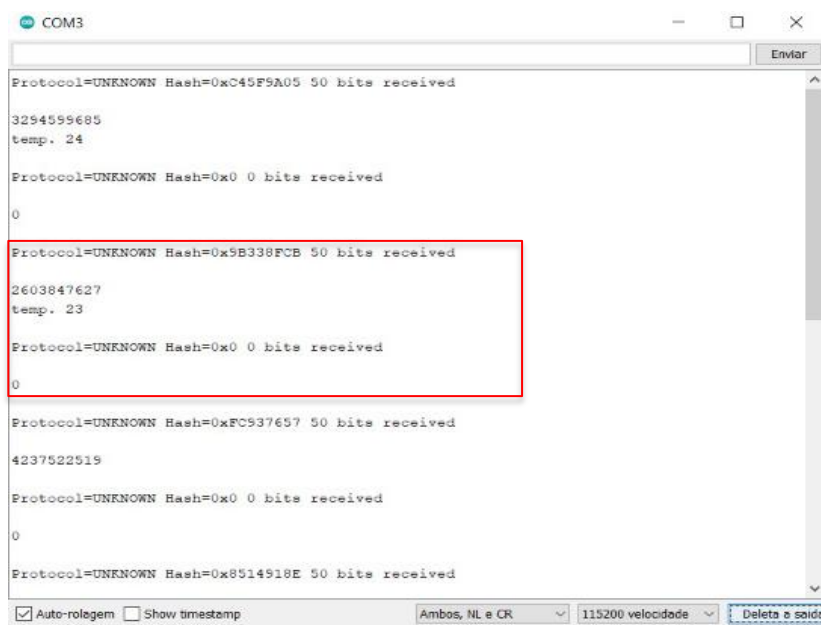 COM3
Enviar
Protocol=UNKNOWN Hash=0xC45F9A05 50 bits received
3294599685
temp. 24
Protocol=UNKNOWN Hash=0x0 0 bits received
0
Protocol=UNKNOWN Hash=0x9B338FCB 50 bits received
2603847627
temp. 23
Protocol=UNKNOWN Hash=0x0 0 bits received
0
Protocol=UNKNOWN Hash=0xFC937657 50 bits received
4237522519
Protocol=UNKNOWN Hash=0x0 0 bits received
0
Protocol=UNKNOWN Hash=0x8514918E 50 bits received
Auto-rolagem Show timestamp Ambos, NL e CR 115200 velocidade Deleta a saida